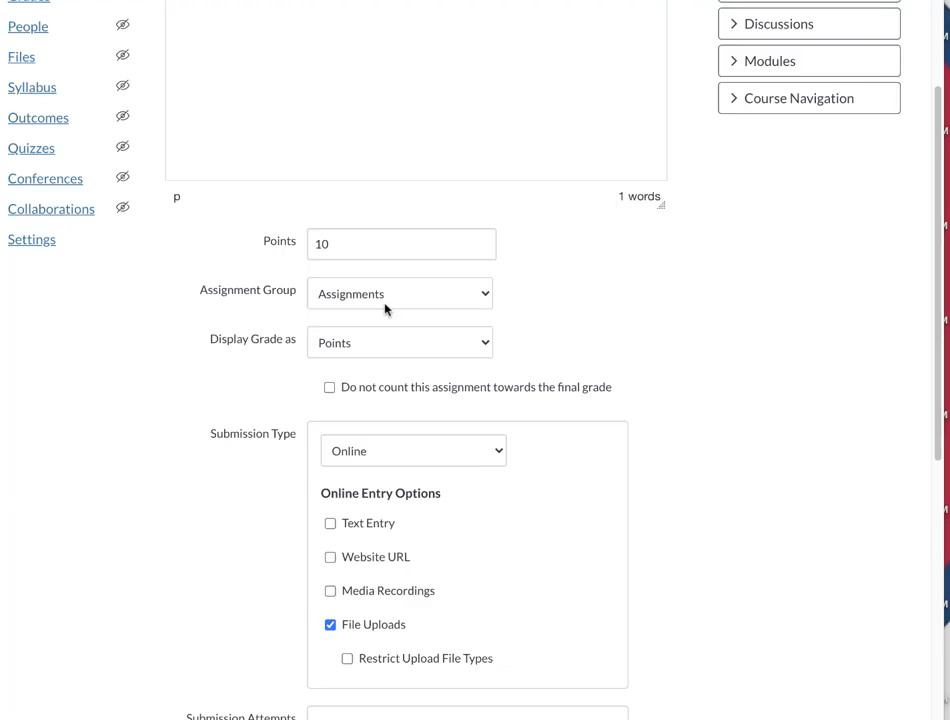 People
Files
Syllabus
Outcomes
Quizzes
Conferences
Collaborations
Settings
Discussions
Modules
Course Navigation
p
1 words
Points
10
Assignment Group
Assignments
Display Grade as
Points
Do not count this assignment towards the final grade
Submission Type
Online
Online Entry Options
Text Entry
Website URL
Media Recordings
File Uploads
Restrict Upload File Types
Submission Attempts